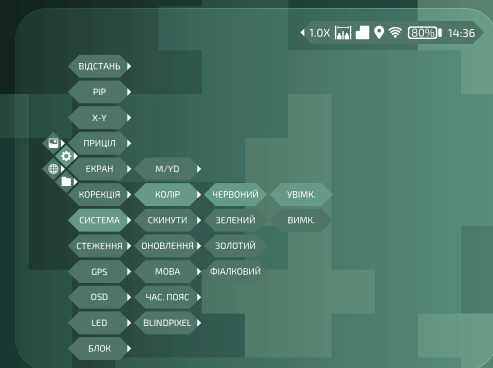 1.0X 80% 14:36
ВІДСТАНЬ
PIP
X-Y
ПРИЦІЛ
ЕКРАН M/YD
КОРЕКЦІЯ КОЛІР ЧЕРВОНИЙ УВІМК.
СИСТЕМА СКИНУТИ ЗЕЛЕНИЙ ВИМК.
СТЕЖЕННЯ ОНОВЛЕННЯ ЗОЛОТИЙ
GPS МОВА ФІАЛКОВИЙ
OSD ЧАС. ПОЯС
LED BLINDPIXEL
БЛОК